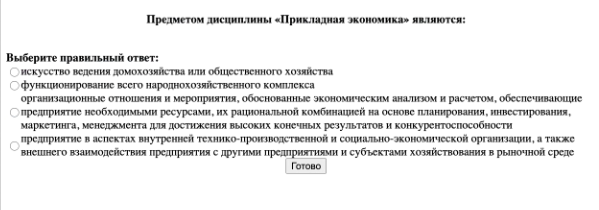 Предметом дисциплины «Прикладная экономика» являются:
Выберите правильный ответ:
искусство ведения домохозяйства или общественного хозяйства
функционирование всего народнохозяйственного комплекса
организационные отношения и мероприятия, обоснованные экономическим анализом и расчетом, обеспечивающие
предприятие необходимыми ресурсами, их рациональной комбинацией на основе планирования, инвестирования,
маркетинга, менеджмента для достижения высоких конечных результатов и конкурентоспособности
предприятие в аспектах внутренней технико-производственной и социально-экономической организации, а также
внешнего взаимодействия предприятия с другими предприятиями и субъектами хозяйствования в рыночной среде
Готово